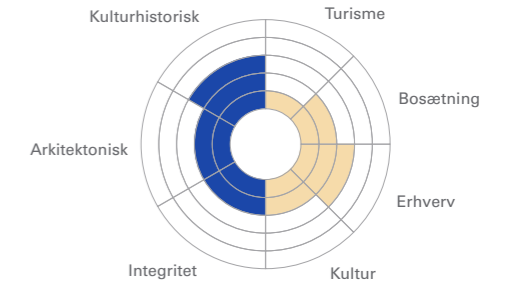 Kulturhistorisk
Turisme
Bosætning
Arkitektonisk
Erhverv
Integritet
Kultur